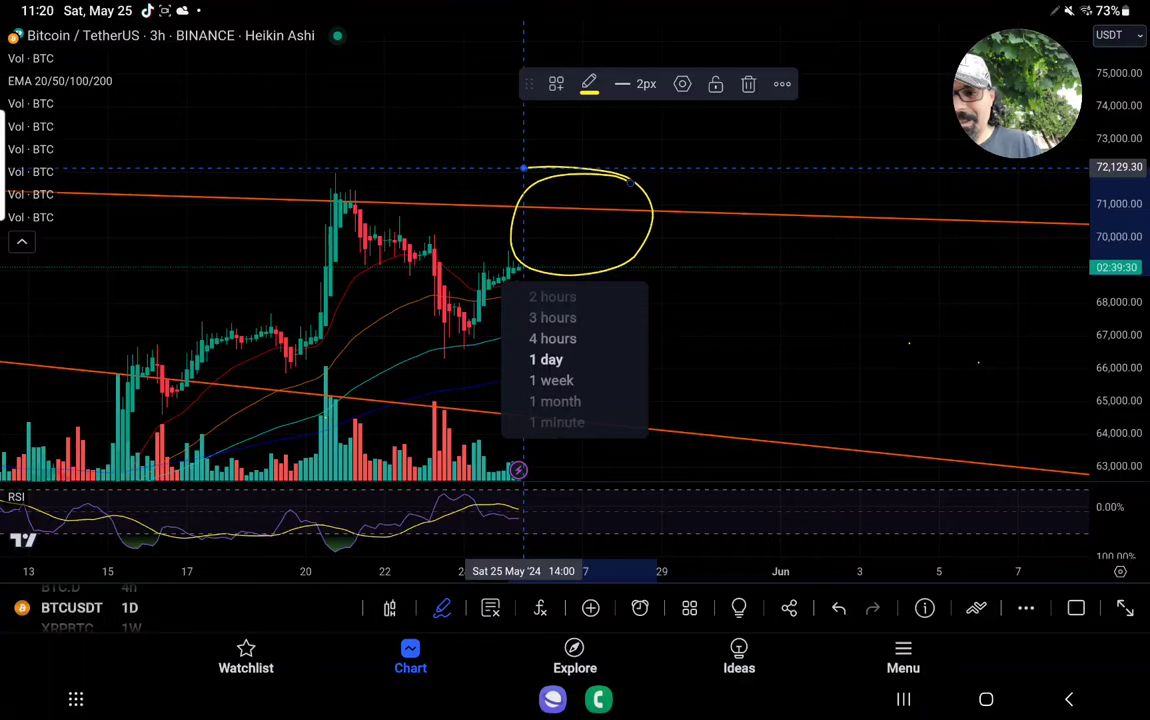 11:20 Sat, May 25 73%
Bitcoin / TetherUS · 3h · BINANCE · Heikin Ashi
USDT
Vol · BTC
EMA 20/50/100/200
Vol · BTC
Vol · BTC
Vol · BTC
Vol · BTC
Vol · BTC
Vol · BTC
2px
75,000.00
74,000.00
73,000.00
72,129.30
71,000.00
70,000.00
02:39:30
68,000.00
67,000.00
66,000.00
65,000.00
64,000.00
63,000.00
2 hours
3 hours
4 hours
1 day
1 week
1 month
1 minute
RSI
0.00%
100.00%
13 15 17 20 22 Sat 25 May '24 14:00 7 29 Jun 3 5 7
BTC.D 4h
BTCUSDT 1D
XRPBTC 1W
Watchlist Chart Explore Ideas Menu